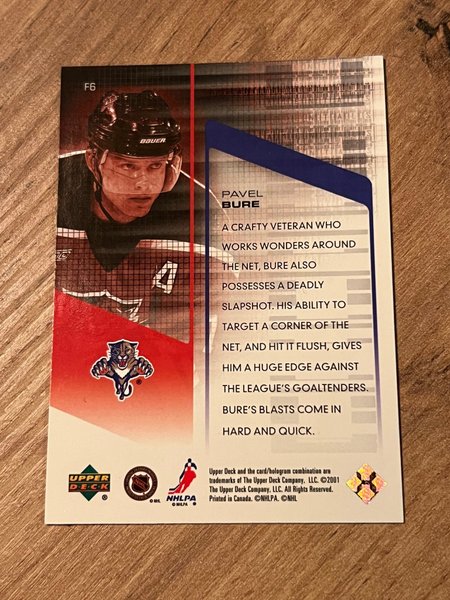 F6
BAUER
A
PAVEL
BURE
A CRAFTY VETERAN WHO
WORKS WONDERS AROUND
THE NET, BURE ALSO
POSSESSES A DEADLY
SLAPSHOT. HIS ABILITY TO
TARGET A CORNER OF THE
NET, AND HIT IT FLUSH, GIVES
HIM A HUGE EDGE AGAINST
THE LEAGUE'S GOALTENDERS.
BURE'S BLASTS COME IN
HARD AND QUICK.
UPPER
DECK
®
® NHL
NHLPA
© NHLPA
Upper Deck and the card/hologram combination are
trademarks of The Upper Deck Company, LLC. ©2001
The Upper Deck Company, LLC. All Rights Reserved.
Printed in Canada. ©NHLPA. ©NHL